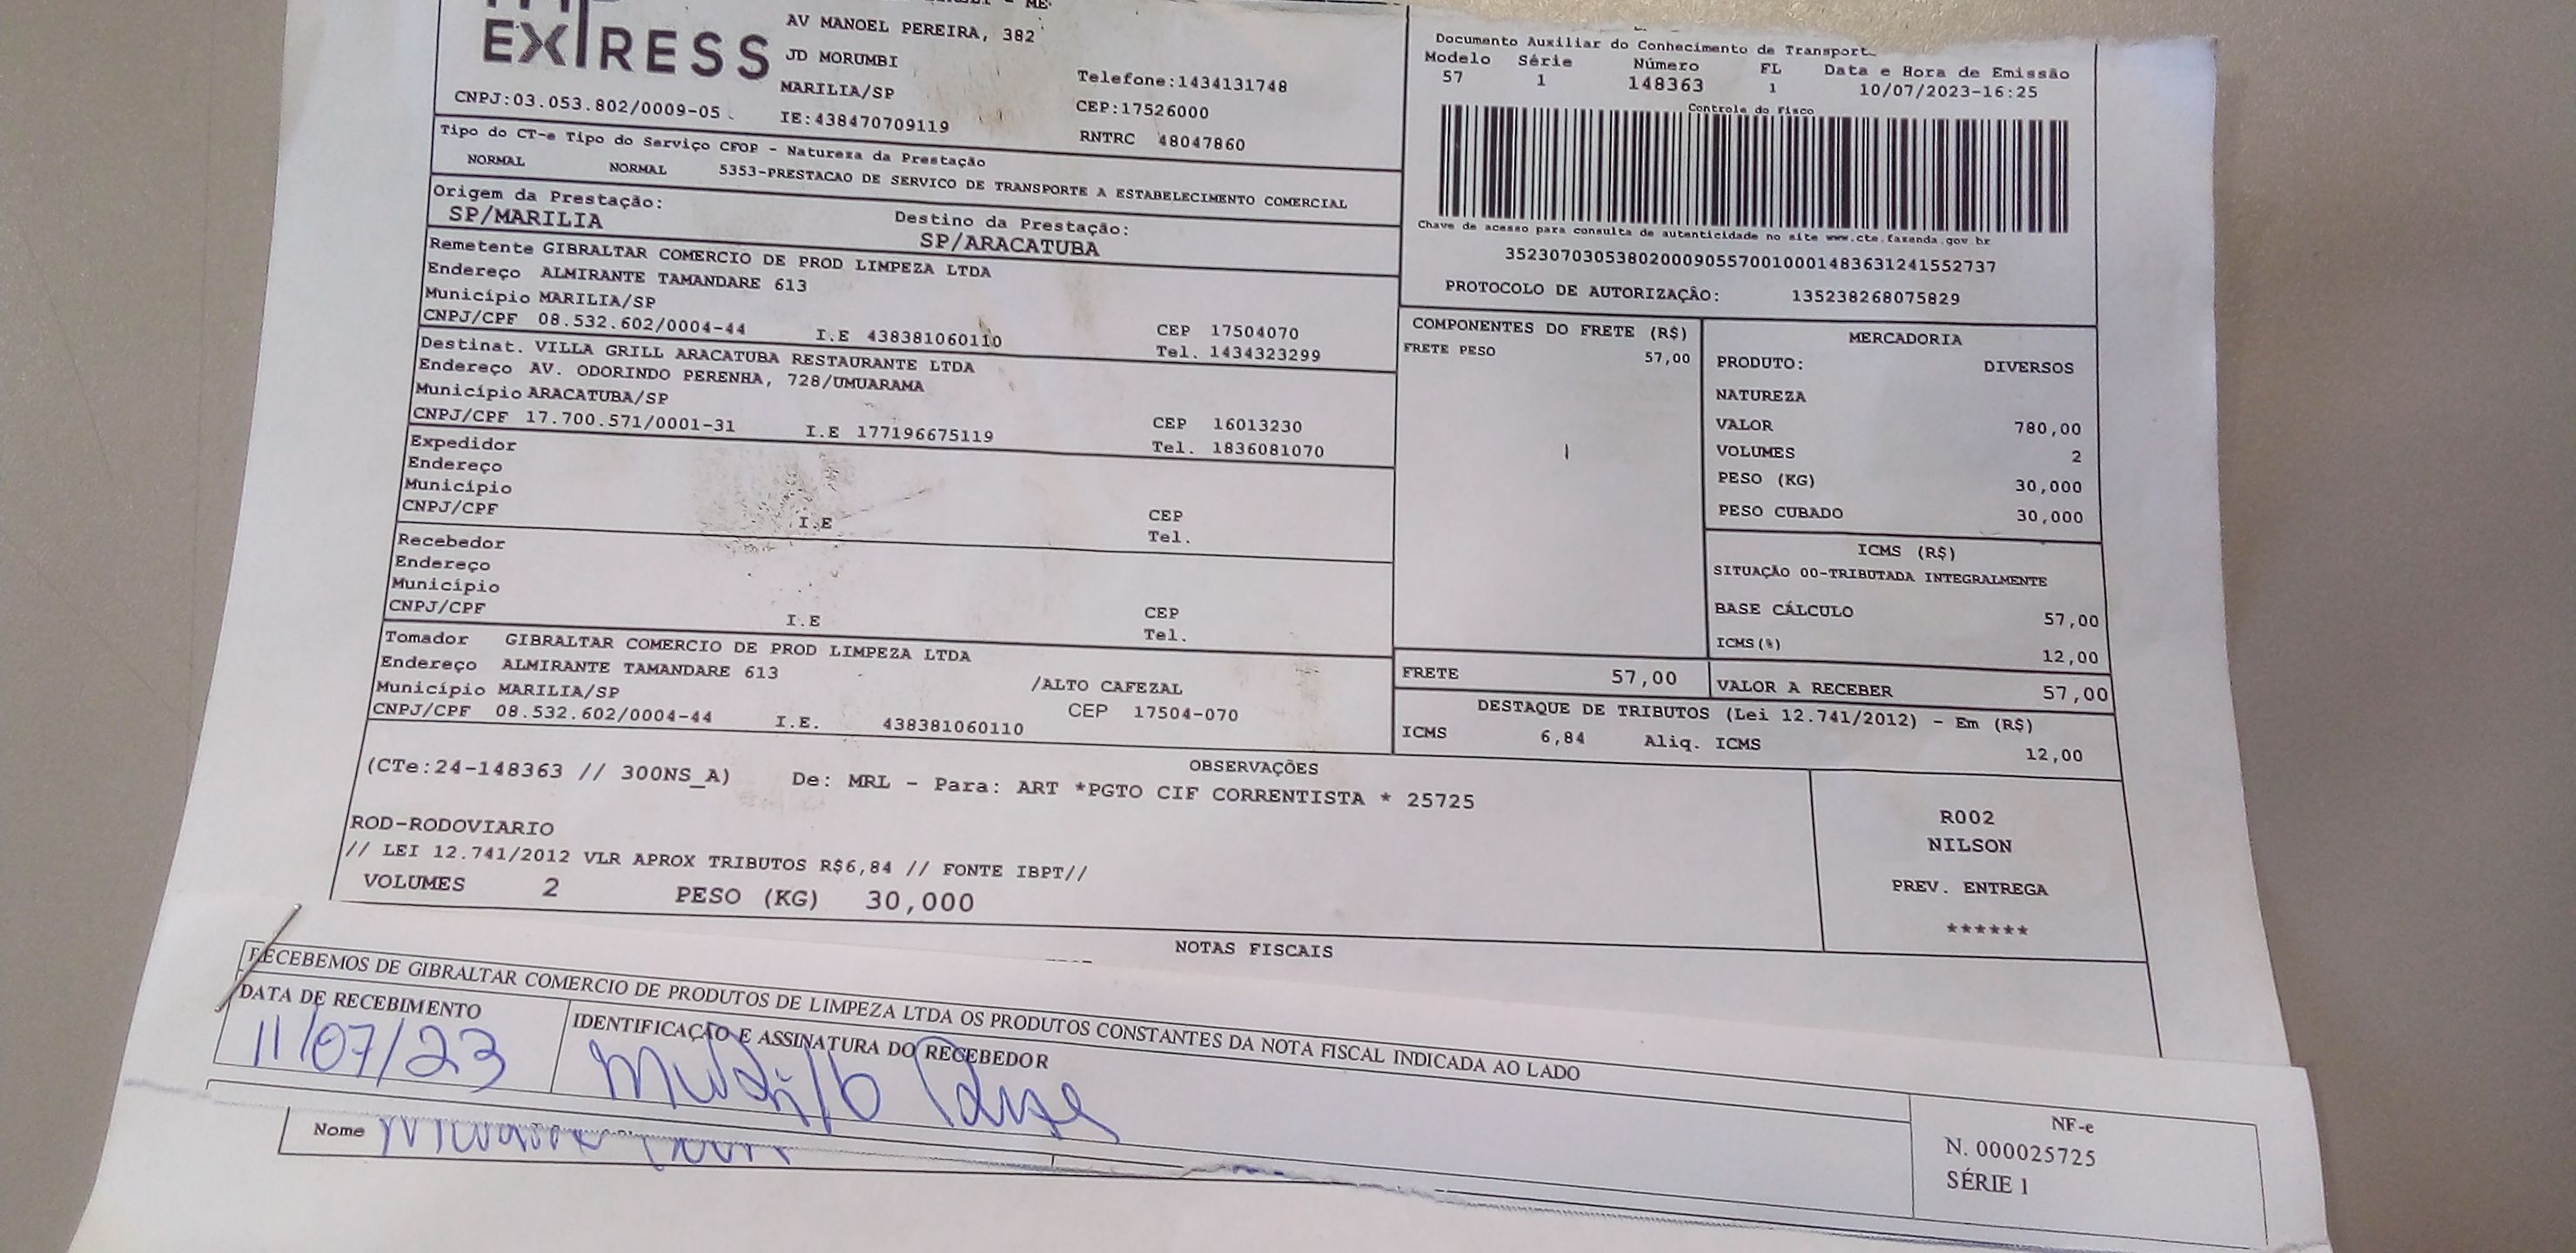 EXPRESS
AV MANOEL PEREIRA, 382
JD MORUMBI
MARILIA/SP
Telefone:1434131748
CNPJ:03.053.802/0009-05
IE:438470709119
CEP:17526000
RNTRC 48047860
Tipo do CT-e Tipo do Serviço CFOP - Natureza da Prestação
NORMAL NORMAL 5353-PRESTACAO DE SERVICO DE TRANSPORTE A ESTABELECIMENTO COMERCIAL
Origem da Prestação:
SP/MARILIA
Destino da Prestação:
SP/ARACATUBA
Remetente GIBRALTAR COMERCIO DE PROD LIMPEZA LTDA
Endereço ALMIRANTE TAMANDARE 613
Município MARILIA/SP
CNPJ/CPF 08.532.602/0004-44 I.E 438381060110
CEP 17504070
Tel. 1434323299
Destinat. VILLA GRILL ARACATUBA RESTAURANTE LTDA
Endereço AV. ODORINDO PERENHA, 728/UMUARAMA
Município ARACATUBA/SP
CNPJ/CPF 17.700.571/0001-31 I.E 177196675119
CEP 16013230
Tel. 1836081070
Expedidor
Endereço
Município
CNPJ/CPF I.E
CEP
Tel.
Recebedor
Endereço
Município
CNPJ/CPF I.E
CEP
Tel.
Tomador GIBRALTAR COMERCIO DE PROD LIMPEZA LTDA
Endereço ALMIRANTE TAMANDARE 613 /ALTO CAFEZAL
Município MARILIA/SP CEP 17504-070
CNPJ/CPF 08.532.602/0004-44 I.E. 438381060110
Documento Auxiliar do Conhecimento de Transport
Modelo Série Número FL Data e Hora de Emissão
57 1 148363 1 10/07/2023-16:25
Controle do Fisco
Chave de acesso para consulta de autenticidade no site www.cte.fazenda.gov.br
35230703053802000905570010001483631241552737
PROTOCOLO DE AUTORIZAÇÂO: 135238268075829
COMPONENTES DO FRETE (R$)
FRETE PESO 57,00
MERCADORIA
PRODUTO: DIVERSOS
NATUREZA
VALOR 780,00
VOLUMES 2
PESO (KG) 30,000
PESO CUBADO 30,000
ICMS (R$)
SITUAÇÃO 00-TRIBUTADA INTEGRALMENTE
BASE CÁLCULO 57,00
ICMS(%) 12,00
FRETE 57,00
VALOR A RECEBER 57,00
DESTAQUE DE TRIBUTOS (Lei 12.741/2012) - Em (R$)
ICMS 6,84 Aliq. ICMS 12,00
OBSERVAÇÕES
(CTe:24-148363 // 300NS_A) De: MRL - Para: ART *PGTO CIF CORRENTISTA * 25725
ROD-RODOVIARIO
// LEI 12.741/2012 VLR APROX TRIBUTOS R$6,84 // FONTE IBPT//
VOLUMES 2 PESO (KG) 30,000
R002
NILSON
PREV. ENTREGA
******
NOTAS FISCAIS
RECEBEMOS DE GIBRALTAR COMERCIO DE PRODUTOS DE LIMPEZA LTDA OS PRODUTOS CONSTANTES DA NOTA FISCAL INDICADA AO LADO
DATA DE RECEBIMENTO
11/07/23
IDENTIFICAÇÃO E ASSINATURA DO RECEBEDOR
NF-e
N. 000025725
SÉRIE 1
Nome